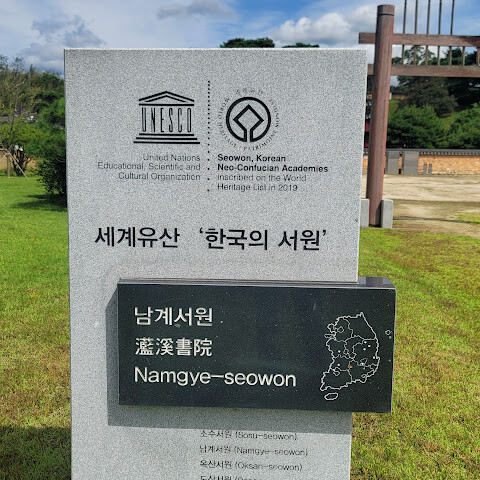 UNESCO
United Nations
Educational, Scientific and
Cultural Organization
Seowon, Korean
Neo-Confucian Academies
inscribed on the World
Heritage List in 2019
세계유산 ‘한국의 서원’
남계서원
灆溪書院
Namgye-seowon
소수서원 (Sosu-seowon)
남계서원 (Namgye-seowon)
옥산서원 (Oksan-seowon)